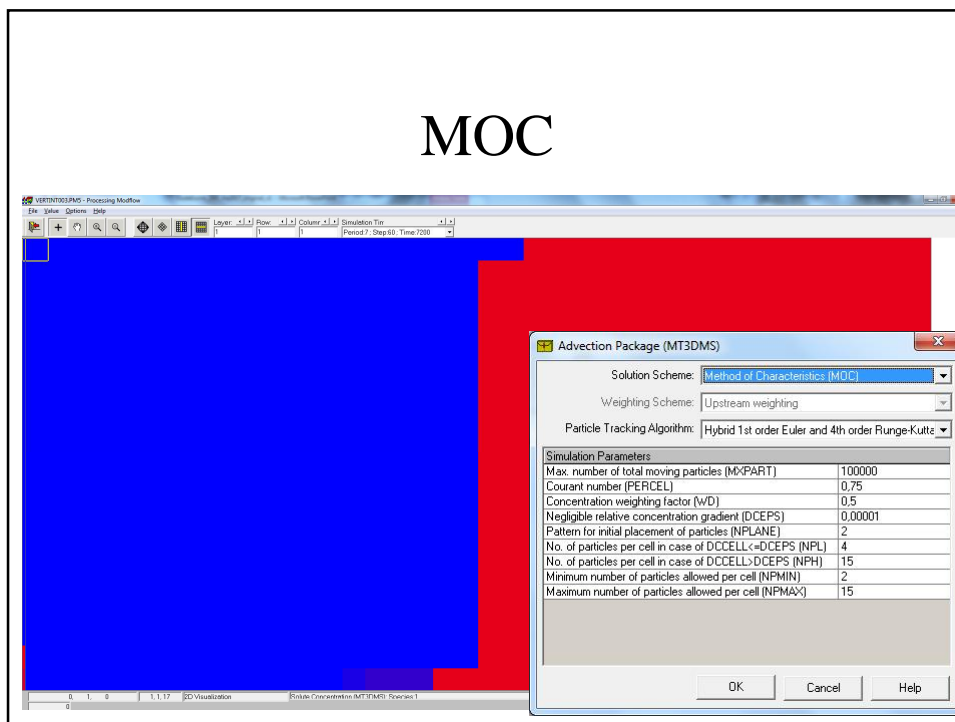 MOC
VERTINT003.PM5 - Processing Modflow
File Value Options Help
Layer: Row: Column: Simulation Tim
1 1 1 Period:7; Step:60; Time:7200
Advection Package (MT3DMS)
Solution Scheme: Method of Characteristics (MOC)
Weighting Scheme: Upstream weighting
Particle Tracking Algorithm: Hybrid 1st order Euler and 4th order Runge-Kutta
Simulation Parameters
Max. number of total moving particles (MXPART) 100000
Courant number (PERCEL) 0,75
Concentration weighting factor (WD) 0,5
Negligible relative concentration gradient (DCEPS) 0,00001
Pattern for initial placement of particles (NPLANE) 2
No. of particles per cell in case of DCCELL<=DCEPS (NPL) 4
No. of particles per cell in case of DCCELL>DCEPS (NPH) 15
Minimum number of particles allowed per cell (NPMIN) 2
Maximum number of particles allowed per cell (NPMAX) 15
OK Cancel Help
0, 1, 0 1, 1, 17 2D Visualization Solute Concentration (MT3DMS): Species 1
0